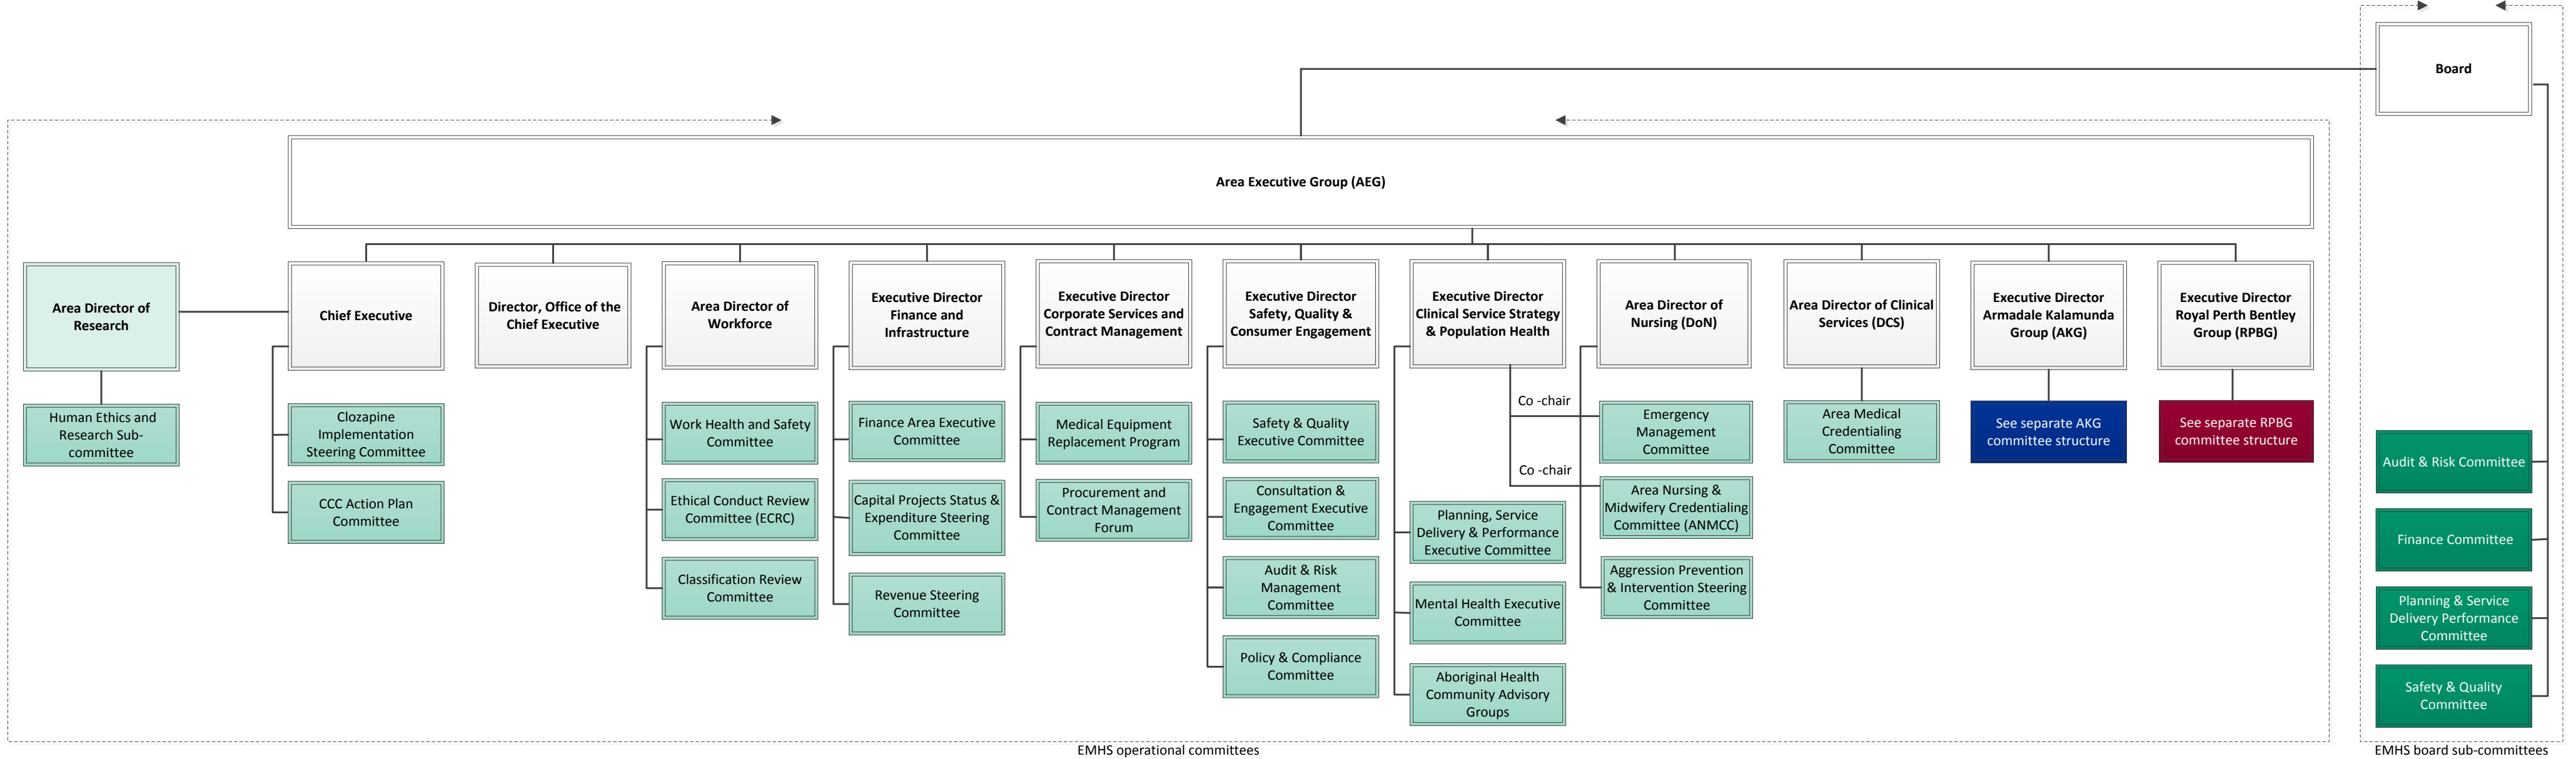 Board
Area Executive Group (AEG)
Area Director of
Research
Human Ethics and
Research Sub-
committee
Chief Executive
Clozapine
Implementation
Steering Committee
CCC Action Plan
Committee
Director, Office of the
Chief Executive
Area Director of
Workforce
Work Health and Safety
Committee
Ethical Conduct Review
Committee (ECRC)
Classification Review
Committee
Executive Director
Finance and
Infrastructure
Finance Area Executive
Committee
Capital Projects Status &
Expenditure Steering
Committee
Revenue Steering
Committee
Executive Director
Corporate Services and
Contract Management
Medical Equipment
Replacement Program
Procurement and
Contract Management
Forum
Executive Director
Safety, Quality &
Consumer Engagement
Safety & Quality
Executive Committee
Consultation &
Engagement Executive
Committee
Audit & Risk
Management
Committee
Policy & Compliance
Committee
Executive Director
Clinical Service Strategy
& Population Health
Co -chair
Co -chair
Planning, Service
Delivery & Performance
Executive Committee
Mental Health Executive
Committee
Aboriginal Health
Community Advisory
Groups
Area Director of
Nursing (DoN)
Emergency
Management
Committee
Area Nursing &
Midwifery Credentialing
Committee (ANMCC)
Aggression Prevention
& Intervention Steering
Committee
Area Director of Clinical
Services (DCS)
Area Medical
Credentialing
Committee
Executive Director
Armadale Kalamunda
Group (AKG)
See separate AKG
committee structure
Executive Director
Royal Perth Bentley
Group (RPBG)
See separate RPBG
committee structure
Audit & Risk Committee
Finance Committee
Planning & Service
Delivery Performance
Committee
Safety & Quality
Committee
EMHS operational committees
EMHS board sub-committees